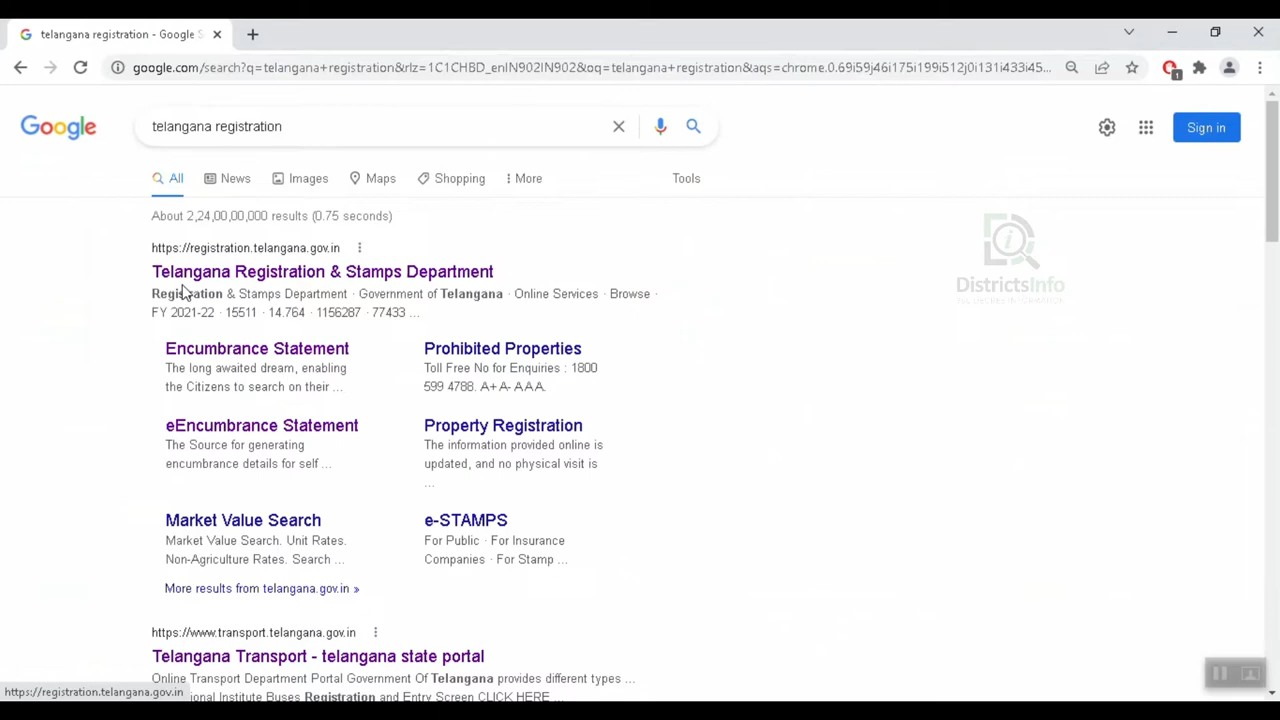 telangana registration - Google S
google.com/search?q=telangana+registration&rlz=1C1CHBD_enIN902IN902&oq=telangana+registration&aqs=chrome.0.69i59j46i175i199i512j0i131i433i45...
Google
telangana registration
Sign in
All News Images Maps Shopping More Tools
About 2,24,00,00,000 results (0.75 seconds)
https://registration.telangana.gov.in
Telangana Registration & Stamps Department
Registration & Stamps Department · Government of Telangana · Online Services · Browse ·
FY 2021-22 · 15511 · 14.764 · 1156287 · 77433 ...
DistrictsInfo
Encumbrance Statement
The long awaited dream, enabling
the Citizens to search on their ...
Prohibited Properties
Toll Free No for Enquiries : 1800
599 4788. A+ A- A A A.
eEncumbrance Statement
The Source for generating
encumbrance details for self ...
Property Registration
The information provided online is
updated, and no physical visit is
...
Market Value Search
Market Value Search. Unit Rates.
Non-Agriculture Rates. Search ...
e-STAMPS
For Public · For Insurance
Companies · For Stamp ...
More results from telangana.gov.in »
https://www.transport.telangana.gov.in
Telangana Transport - telangana state portal
Online Transport Department Portal Government Of Telangana provides different types ...
ional Institute Buses Registration and Entry Screen CLICK HERE ...
https://registration.telangana.gov.in